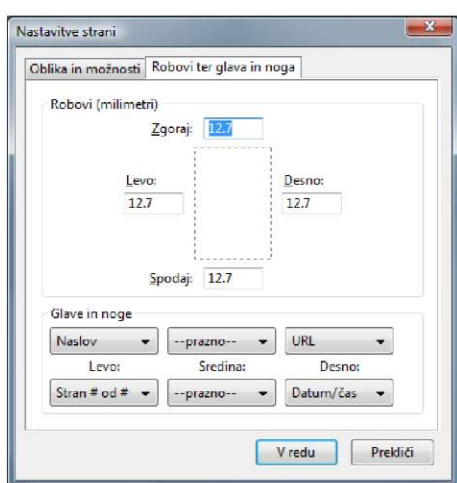 Nastavitve strani
Oblika in možnosti Robovi ter glava in noga
Robovi (milimetri)
Zgoraj: 12.7
Levo: Desno:
12.7 12.7
Spodaj: 12.7
Glave in noge
Naslov --prazno-- URL
Levo: Sredina: Desno:
Stran # od # --prazno-- Datum/čas
V redu Prekliči